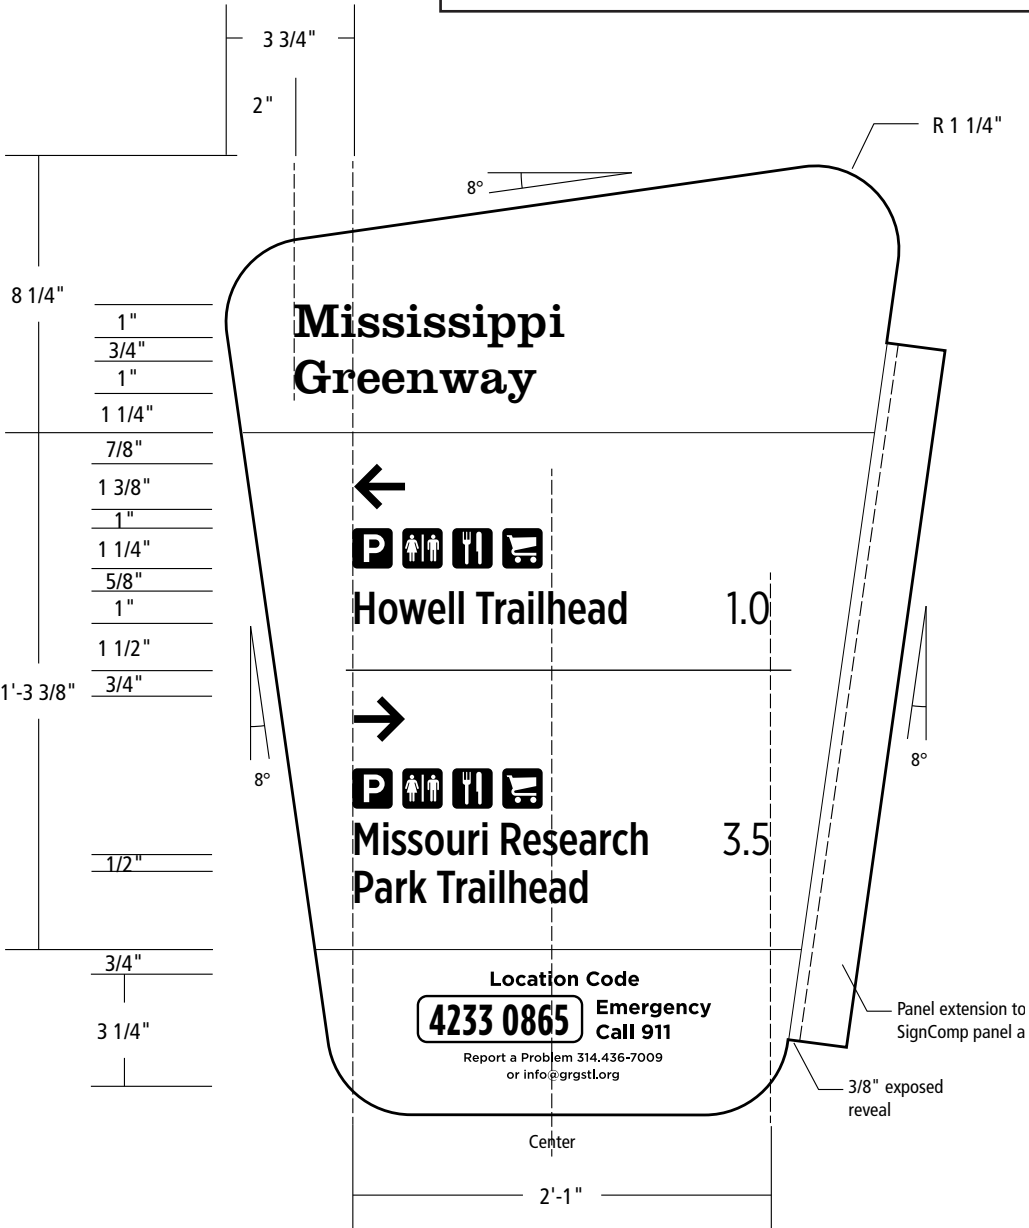 3 3/4"
2"
R 1 1/4"
8°
8 1/4"
1"
3/4"
1"
1 1/4"
Mississippi
Greenway
7/8"
1 3/8"
1"
1 1/4"
5/8"
1"
1 1/2"
3/4"
1'-3 3/8"
P
Howell Trailhead 1.0
8°
8°
P
Missouri Research 3.5
Park Trailhead
1/2"
3/4"
3 1/4"
Location Code
4233 0865
Emergency
Call 911
Report a Problem 314.436-7009
or info@grgstl.org
Panel extension to
SignComp panel a
3/8" exposed
reveal
Center
2'-1"